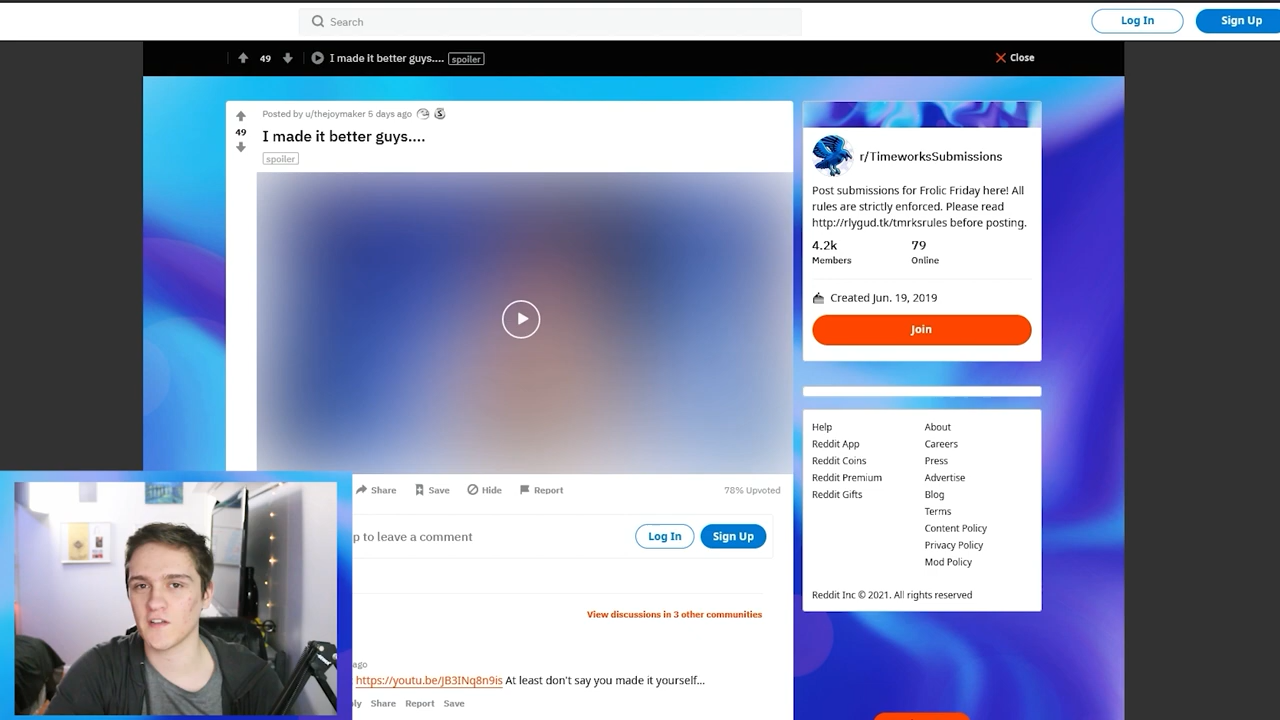 Search
Log In
Sign Up
49
I made it better guys....
spoiler
Close
Posted by u/thejoymaker 5 days ago
49
I made it better guys....
spoiler
r/TimeworksSubmissions
Post submissions for Frolic Friday here! All
rules are strictly enforced. Please read
http://rlygud.tk/tmrksrules before posting.
4.2k
79
Members
Online
Created Jun. 19, 2019
Join
Help
About
Reddit App
Careers
Reddit Coins
Press
Reddit Premium
Advertise
Reddit Gifts
Blog
Terms
Content Policy
Privacy Policy
Mod Policy
Reddit Inc © 2021. All rights reserved
Share
Save
Hide
Report
78% Upvoted
p to leave a comment
Log In
Sign Up
View discussions in 3 other communities
ago
https://youtu.be/JB3INq8n9is At least don't say you made it yourself...
ly
Share
Report
Save